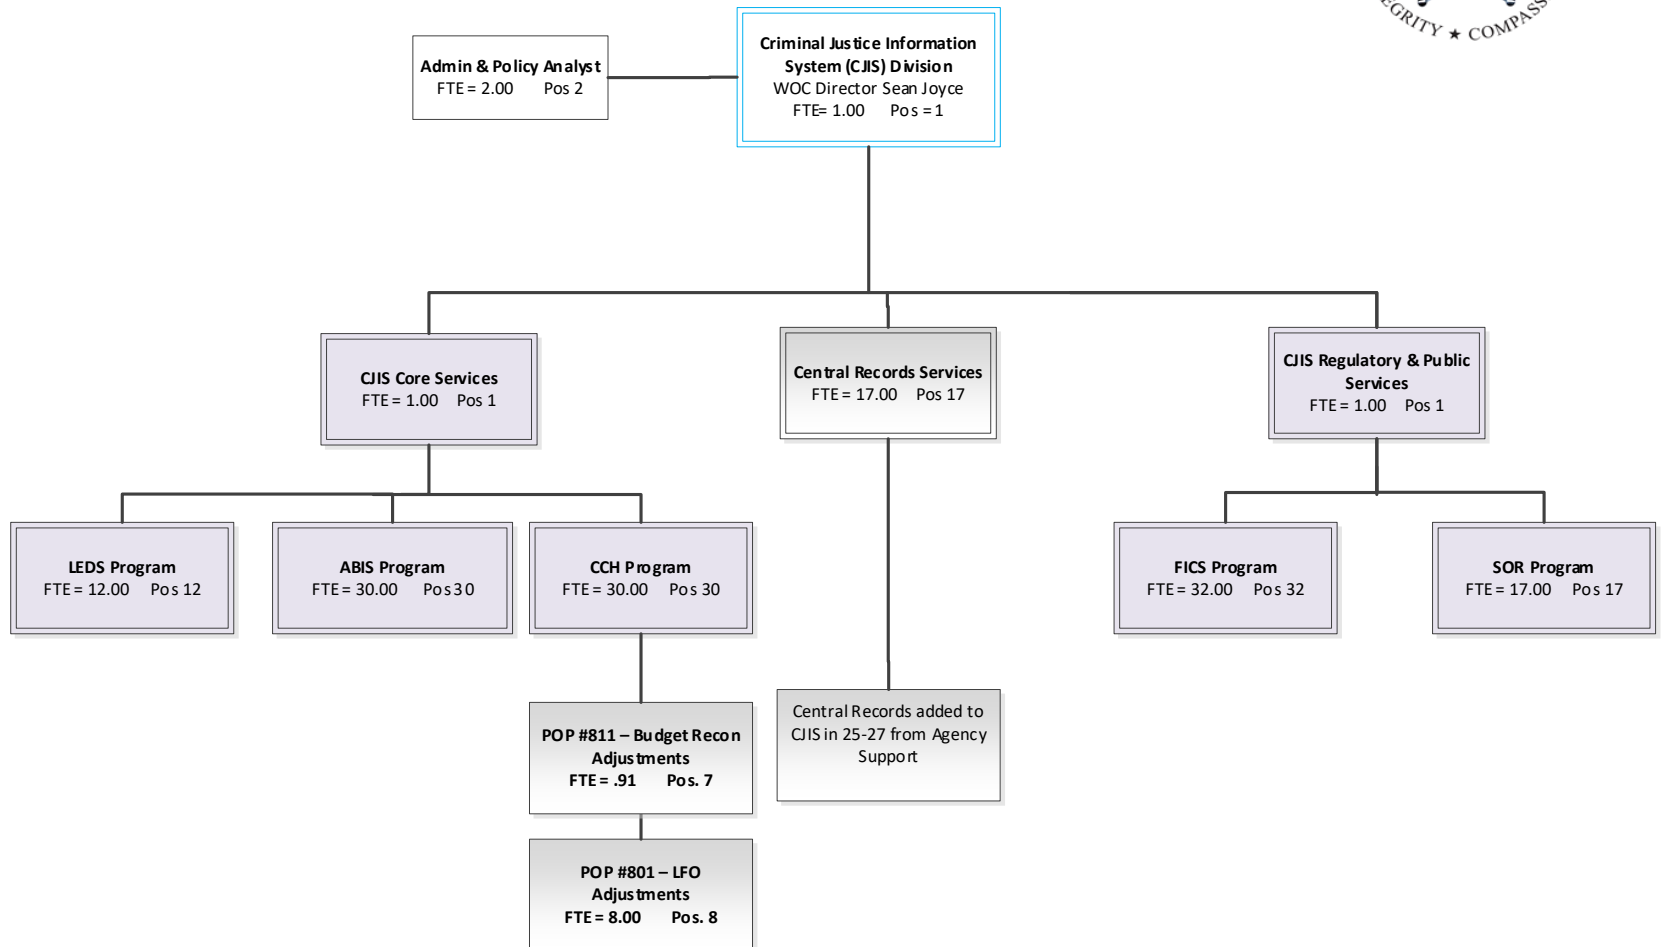 EGRITY ★ COMPASS
Criminal Justice Information
System (CJIS) Division
WOC Director Sean Joyce
FTE= 1.00 Pos = 1
Admin & Policy Analyst
FTE = 2.00 Pos 2
CJIS Core Services
FTE = 1.00 Pos 1
Central Records Services
FTE = 17.00 Pos 17
CJIS Regulatory & Public
Services
FTE = 1.00 Pos 1
LEDS Program
FTE = 12.00 Pos 12
ABIS Program
FTE = 30.00 Pos 30
CCH Program
FTE = 30.00 Pos 30
FICS Program
FTE = 32.00 Pos 32
SOR Program
FTE = 17.00 Pos 17
POP #811 – Budget Recon
Adjustments
FTE = .91 Pos. 7
Central Records added to
CJIS in 25-27 from Agency
Support
POP #801 – LFO
Adjustments
FTE = 8.00 Pos. 8